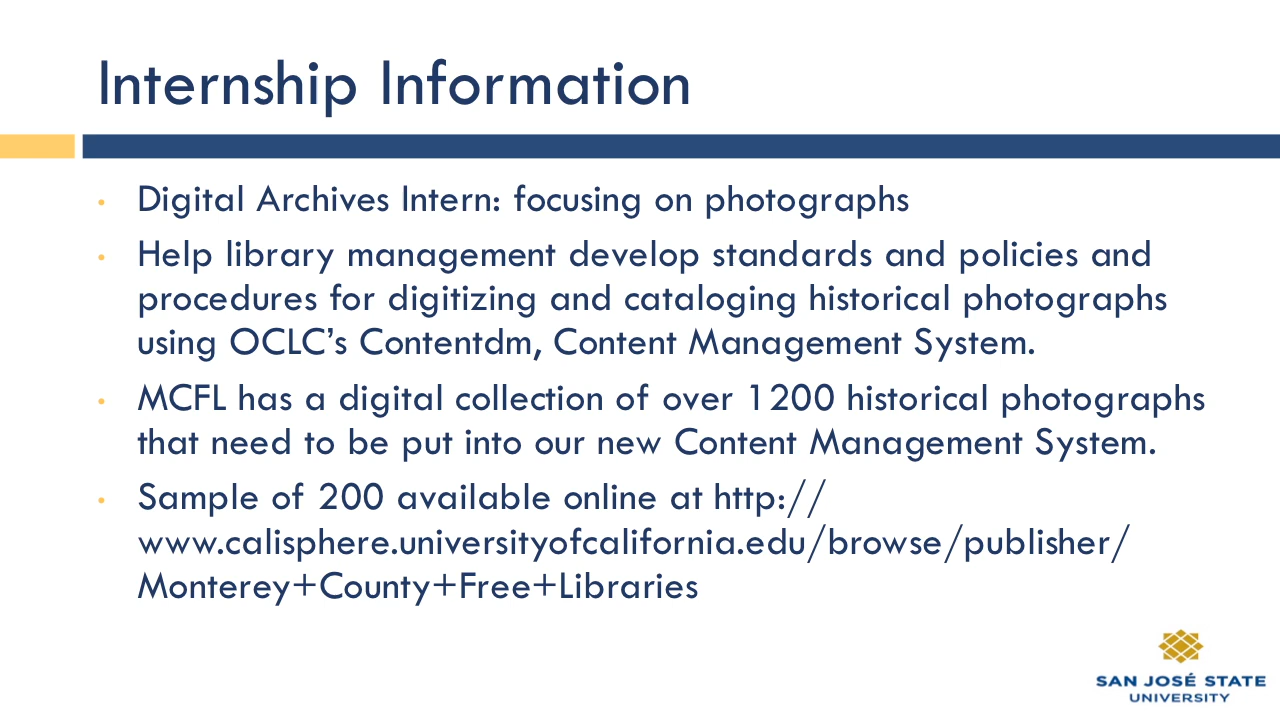 Internship Information
• Digital Archives Intern: focusing on photographs
• Help library management develop standards and policies and
procedures for digitizing and cataloging historical photographs
using OCLC’s Contentdm, Content Management System.
• MCFL has a digital collection of over 1200 historical photographs
that need to be put into our new Content Management System.
• Sample of 200 available online at http://
www.calisphere.universityofcalifornia.edu/browse/publisher/
Monterey+County+Free+Libraries
SAN JOSÉ STATE
UNIVERSITY